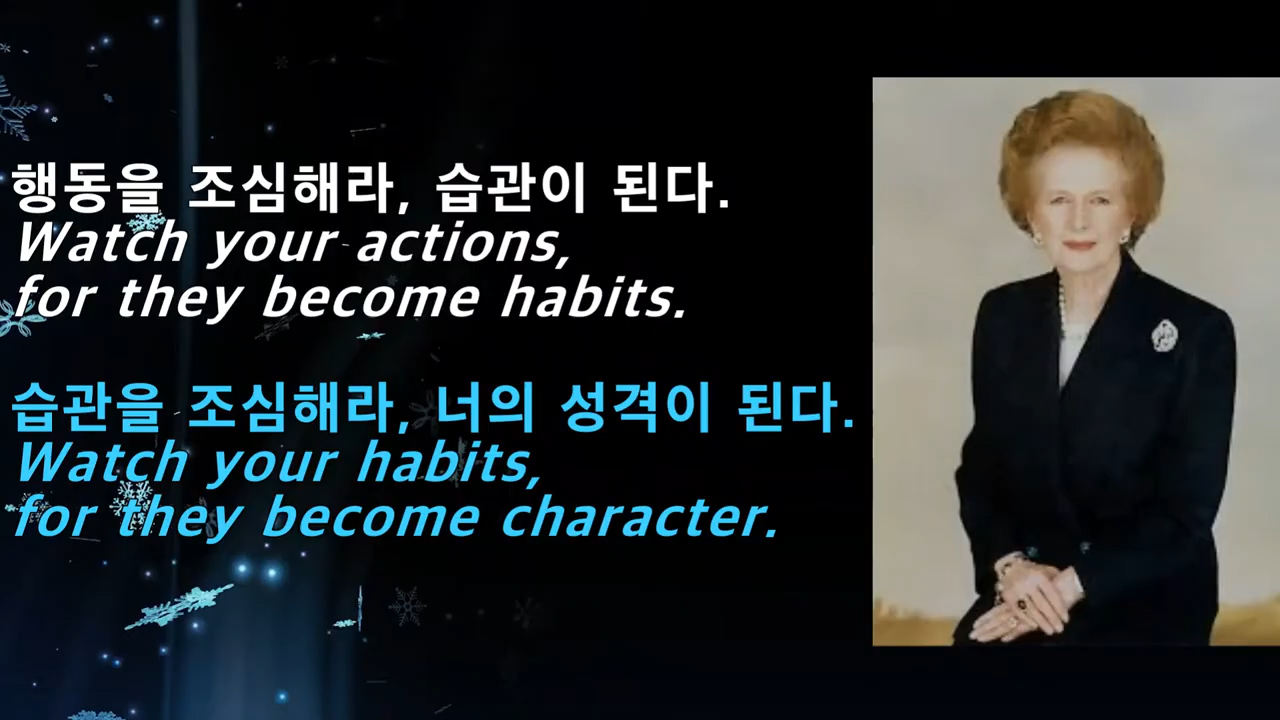 행동을 조심해라, 습관이 된다.
Watch your actions,
for they become habits.
습관을 조심해라, 너의 성격이 된다.
Watch your habits,
for they become character.